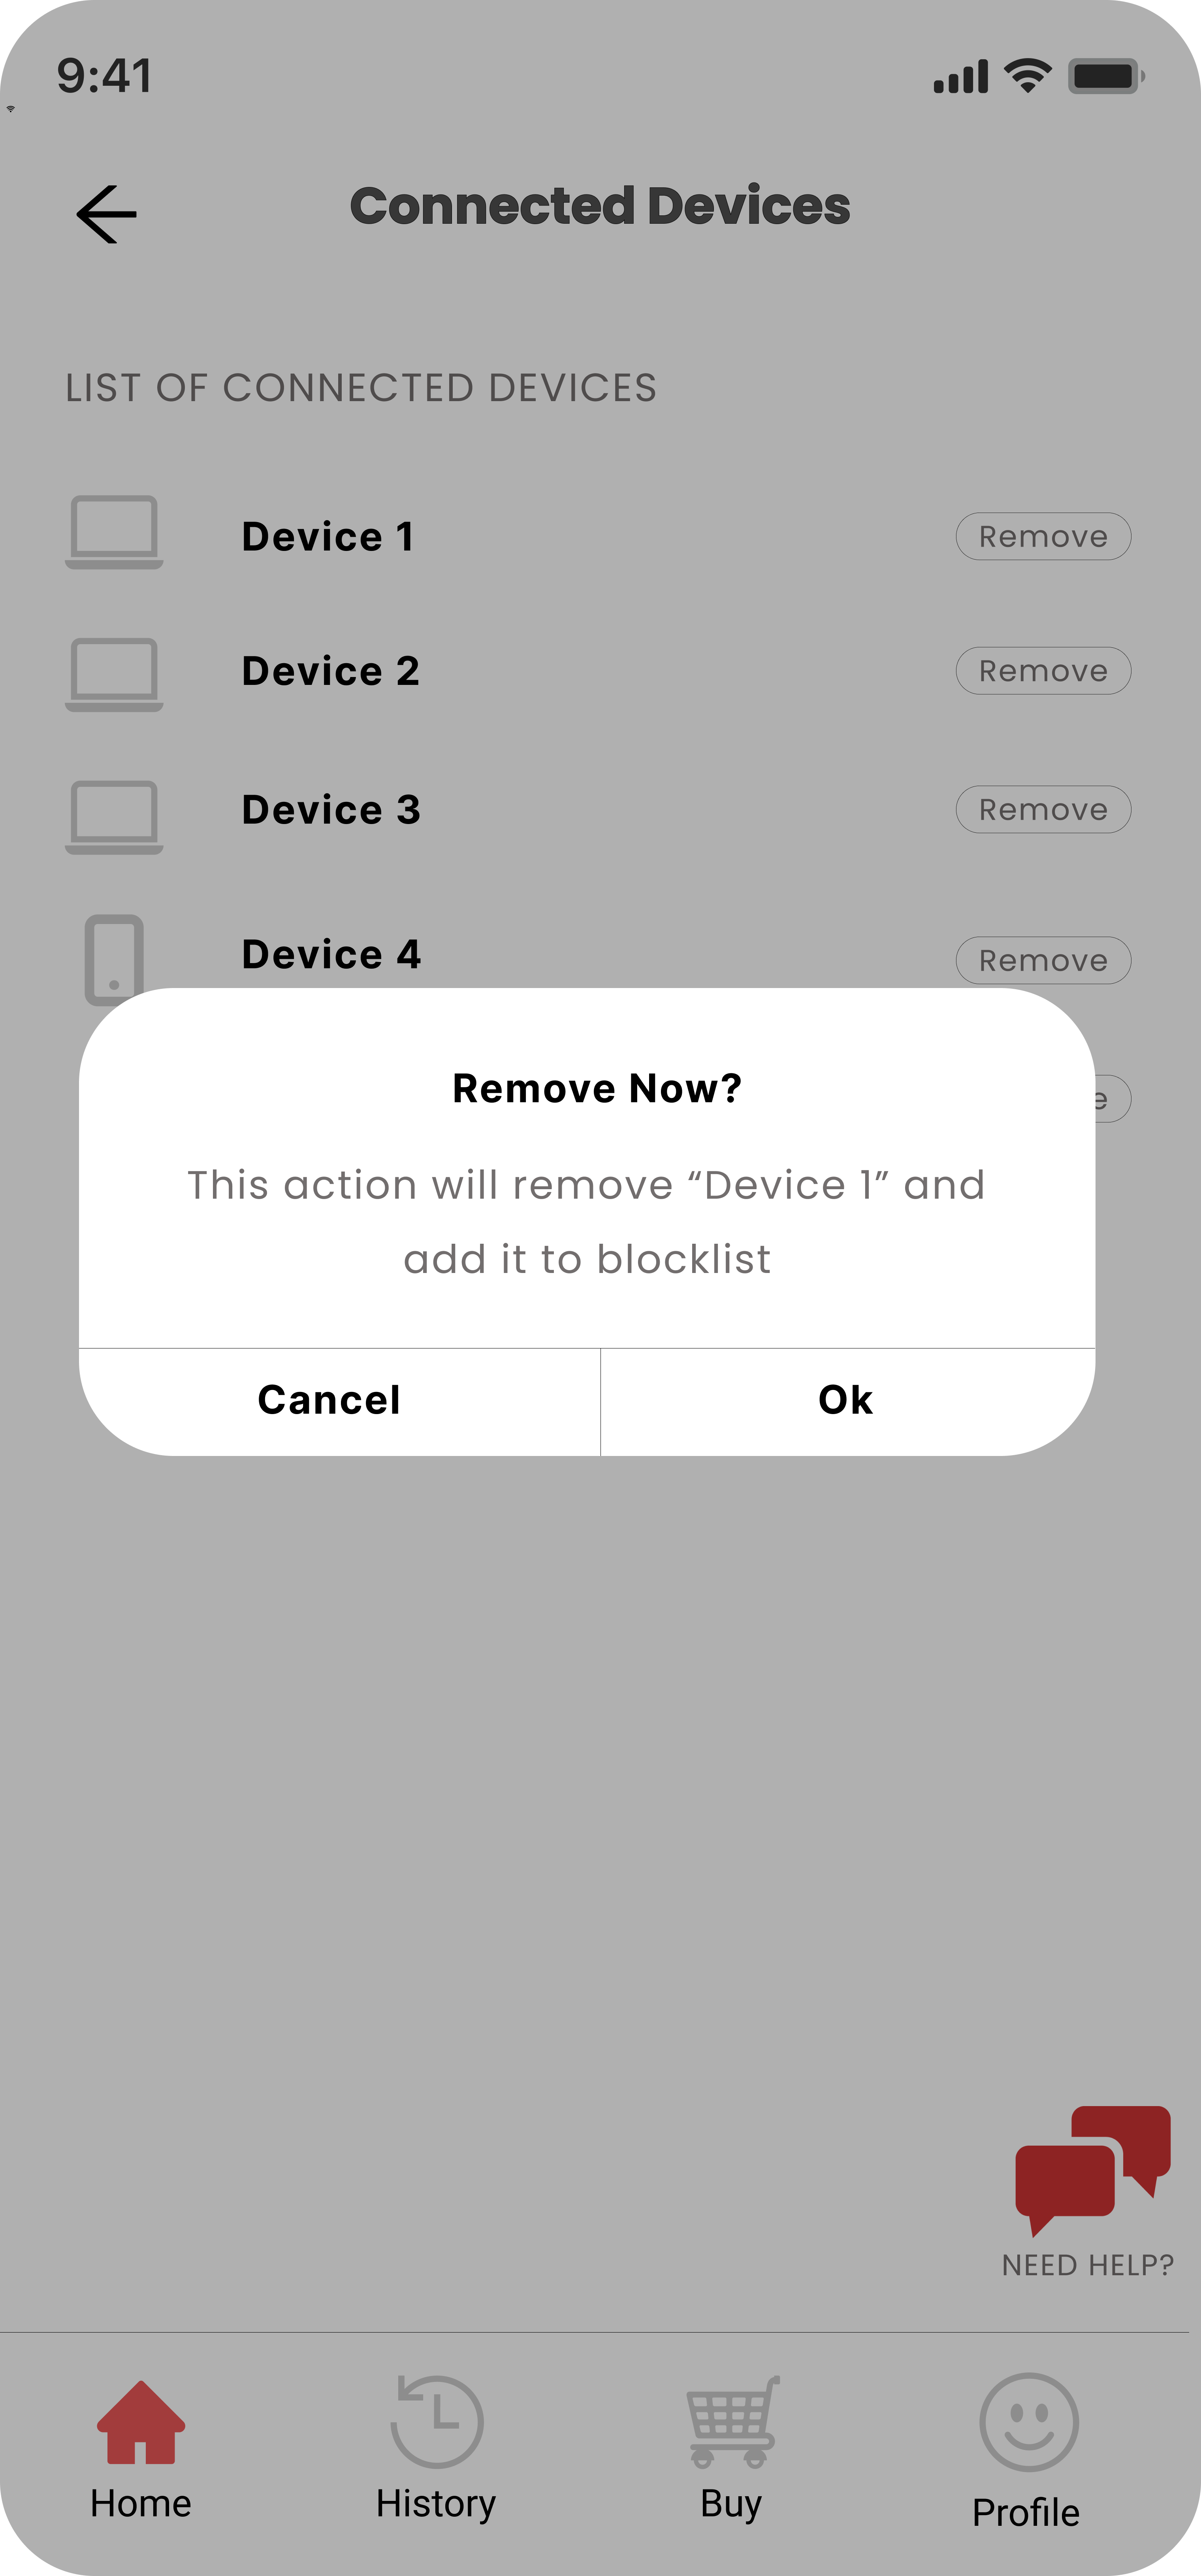 9:41
Connected Devices
LIST OF CONNECTED DEVICES
Device 1 Remove
Device 2 Remove
Device 3 Remove
Device 4 Remove
Remove Now?
This action will remove “Device 1” and
add it to blocklist
Cancel Ok
NEED HELP?
Home History Buy Profile